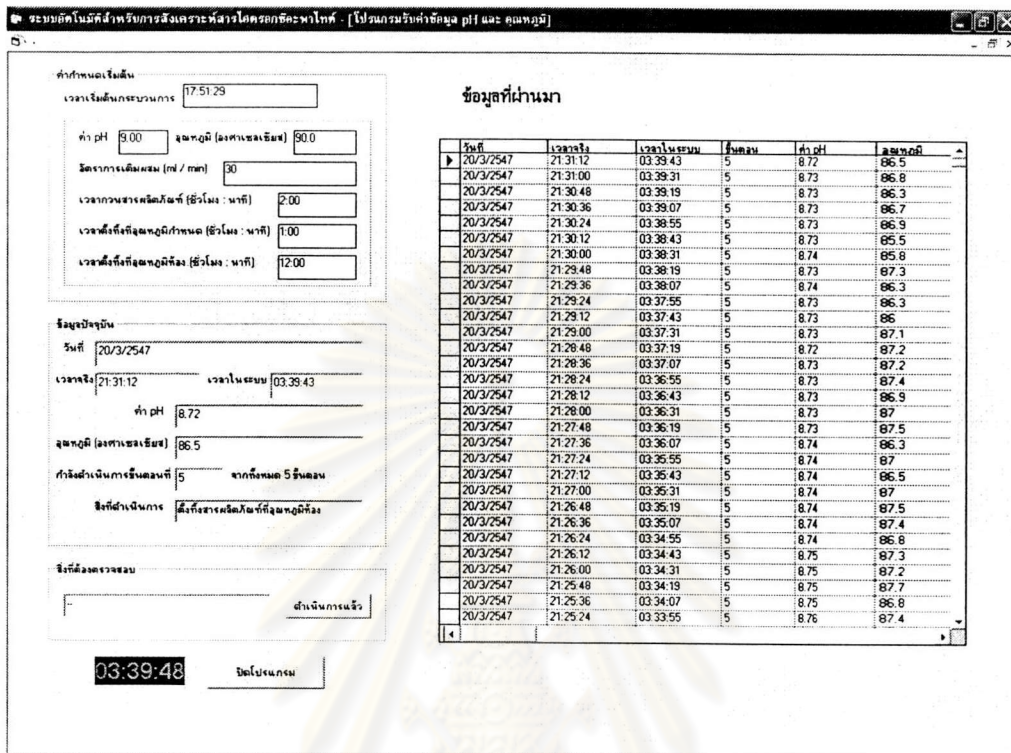 ระบบอัตโนมัติสำหรับการสังเคราะห์สารไฮดรอกซีอะพาไทต์ - [โปรแกรมรับค่าข้อมูล pH และ อุณหภูมิ]
ค่ากำหนดเริ่มต้น
เวลาเริ่มต้นกระบวนการ 17:51:29
ค่า pH 9.00 อุณหภูมิ (องศาเซลเซียส) 90.0
อัตราการเติมผสม (ml / min) 30
เวลากวนสารผลิตภัณฑ์ (ชั่วโมง : นาที) 2:00
เวลาตั้งทิ้งที่อุณหภูมิกำหนด (ชั่วโมง : นาที) 1:00
เวลาตั้งทิ้งที่อุณหภูมิห้อง (ชั่วโมง : นาที) 12:00
ข้อมูลปัจจุบัน
วันที่ 20/3/2547
เวลาจริง 21:31:12 เวลาในระบบ 03:39:43
ค่า pH 8.72
อุณหภูมิ (องศาเซลเซียส) 86.5
กำลังดำเนินการขั้นตอนที่ 5 จากทั้งหมด 5 ขั้นตอน
สิ่งที่ดำเนินการ ตั้งทิ้งสารผลิตภัณฑ์ที่อุณหภูมิห้อง
สิ่งที่ต้องตรวจสอบ
-- ดำเนินการแล้ว
03:39:48 ปิดโปรแกรม
ข้อมูลที่ผ่านมา
วันที่ เวลาจริง เวลาในระบบ ขั้นตอน ค่า pH อุณหภูมิ
20/3/2547 21:31:12 03:39:43 5 8.72 86.5
20/3/2547 21:31:00 03:39:31 5 8.73 86.8
20/3/2547 21:30:48 03:39:19 5 8.73 86.3
20/3/2547 21:30:36 03:39:07 5 8.73 86.7
20/3/2547 21:30:24 03:38:55 5 8.73 86.9
20/3/2547 21:30:12 03:38:43 5 8.73 85.5
20/3/2547 21:30:00 03:38:31 5 8.74 85.8
20/3/2547 21:29:48 03:38:19 5 8.73 87.3
20/3/2547 21:29:36 03:38:07 5 8.74 86.3
20/3/2547 21:29:24 03:37:55 5 8.73 86.3
20/3/2547 21:29:12 03:37:43 5 8.73 86
20/3/2547 21:29:00 03:37:31 5 8.73 87.1
20/3/2547 21:28:48 03:37:19 5 8.72 87.2
20/3/2547 21:28:36 03:37:07 5 8.73 87.2
20/3/2547 21:28:24 03:36:55 5 8.73 87.4
20/3/2547 21:28:12 03:36:43 5 8.73 86.9
20/3/2547 21:28:00 03:36:31 5 8.73 87
20/3/2547 21:27:48 03:36:19 5 8.73 87.5
20/3/2547 21:27:36 03:36:07 5 8.74 86.3
20/3/2547 21:27:24 03:35:55 5 8.74 87
20/3/2547 21:27:12 03:35:43 5 8.74 86.5
20/3/2547 21:27:00 03:35:31 5 8.74 87
20/3/2547 21:26:48 03:35:19 5 8.74 87.5
20/3/2547 21:26:36 03:35:07 5 8.74 87.4
20/3/2547 21:26:24 03:34:55 5 8.74 86.8
20/3/2547 21:26:12 03:34:43 5 8.75 87.3
20/3/2547 21:26:00 03:34:31 5 8.75 87.2
20/3/2547 21:25:48 03:34:19 5 8.75 87.7
20/3/2547 21:25:36 03:34:07 5 8.75 86.8
20/3/2547 21:25:24 03:33:55 5 8.76 87.4